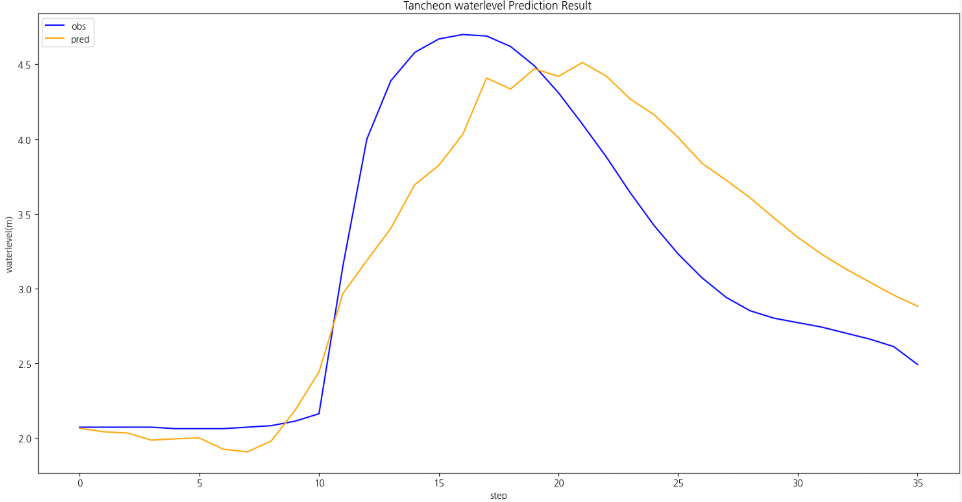 Tancheon waterlevel Prediction Result
obs
pred
4.5
4.0
3.5
3.0
2.5
2.0
waterlevel(m)
0 5 10 15 20 25 30 35
step